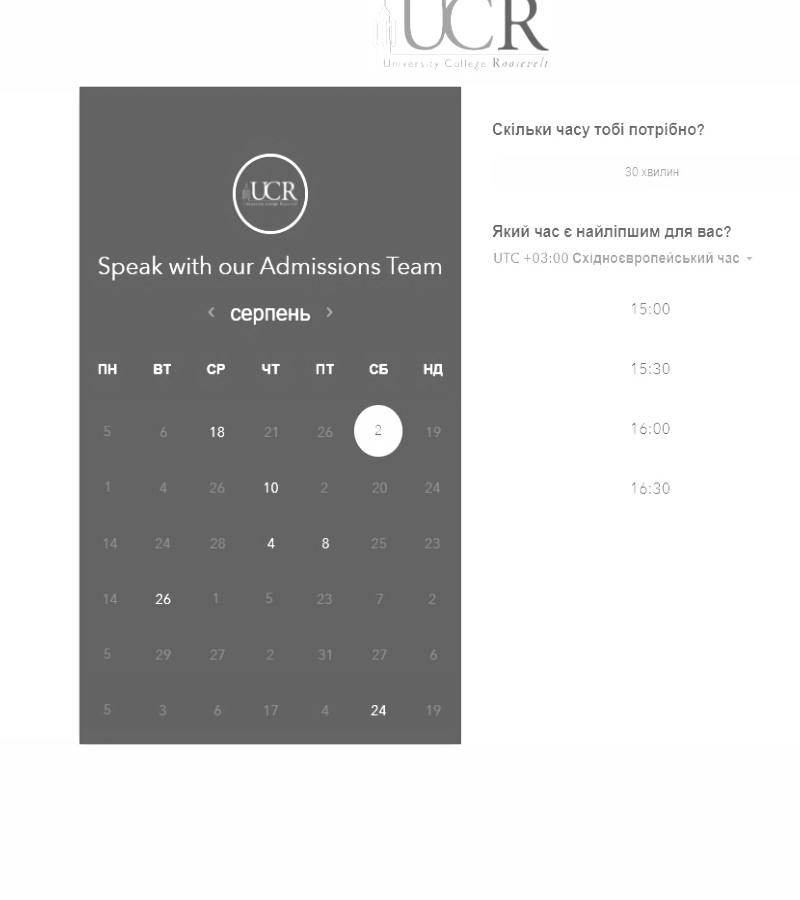 UCR
University College Roosevelt
UCR
Speak with our Admissions Team
серпень
ПН ВТ СР ЧТ ПТ СБ НД
5 6 18 21 26 2 19
1 4 26 10 2 20 24
14 24 28 4 8 25 23
14 26 1 5 23 7 2
5 29 27 2 31 27 6
5 3 6 17 4 24 19
Скільки часу тобі потрібно?
30 хвилин
Який час є найліпшим для вас?
UTC +03:00 Східноєвропейський час
15:00
15:30
16:00
16:30